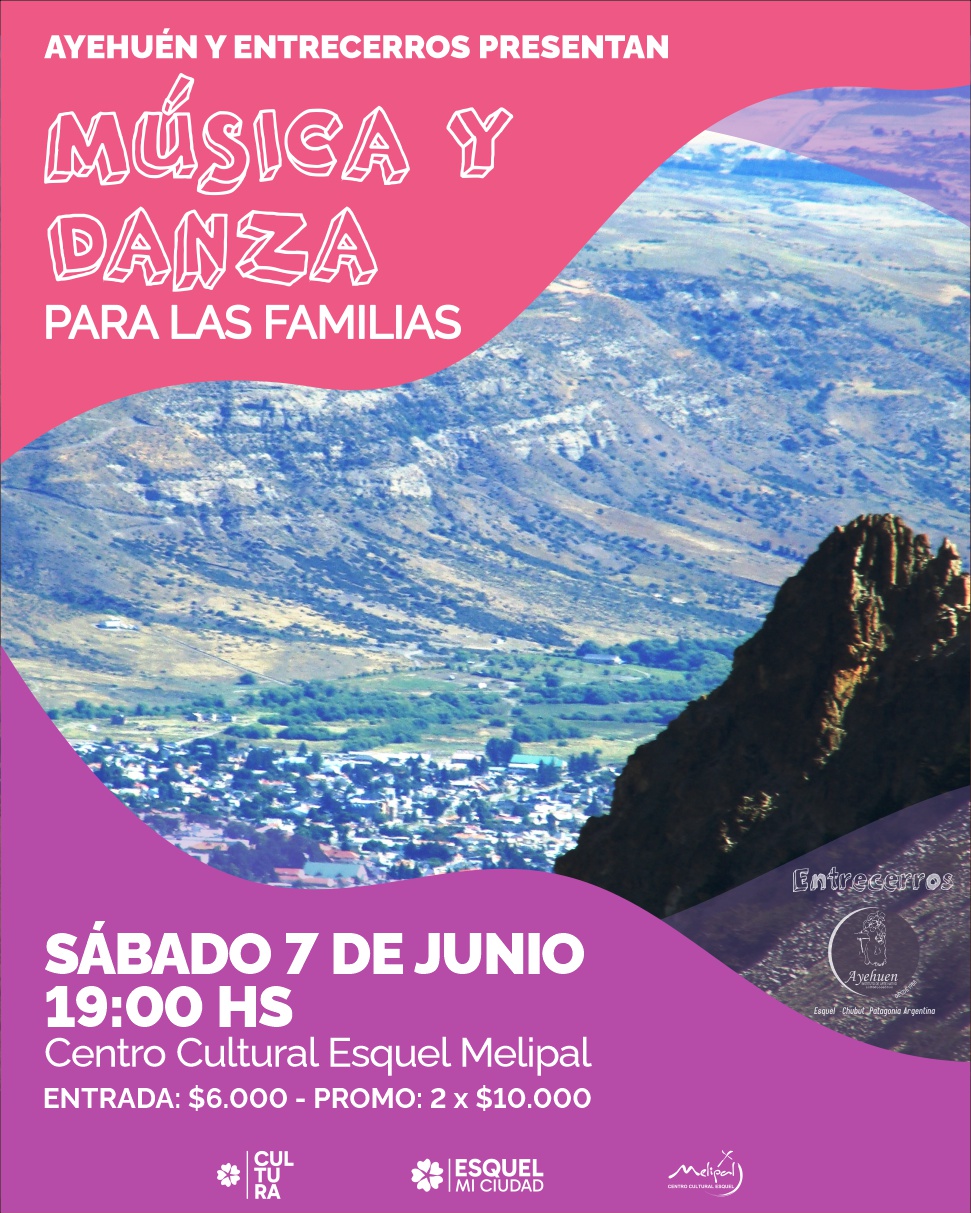 AYEHUÉN Y ENTRECERROS PRESENTAN
MÚSICA Y
DANZA
PARA LAS FAMILIAS
Entrecerros
Ayehuen
Esquel Chubut Patagonia Argentina
SÁBADO 7 DE JUNIO
19:00 HS
Centro Cultural Esquel Melipal
ENTRADA: $6.000 - PROMO: 2 x $10.000
CUL
TU
RA
ESQUEL
MI CIUDAD
Melipal
CENTRO CULTURAL ESQUEL